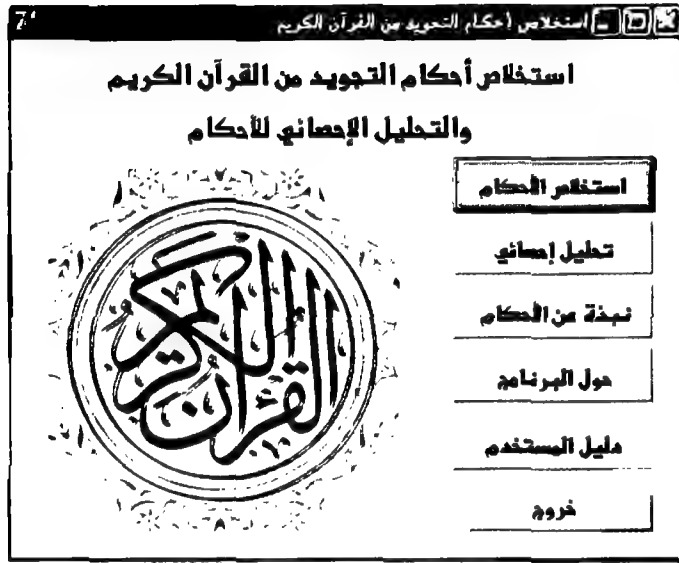 استخلاص أحكام التجويد من القرآن الكريم
استخلاص أحكام التجويد من القرآن الكريم
والتحليل الإحصائي للأحكام
استخلاص الأحكام
تحليل إحصائي
نبذة عن الأحكام
حول البرنامج
دليل المستخدم
خروج
القرآن الكريم